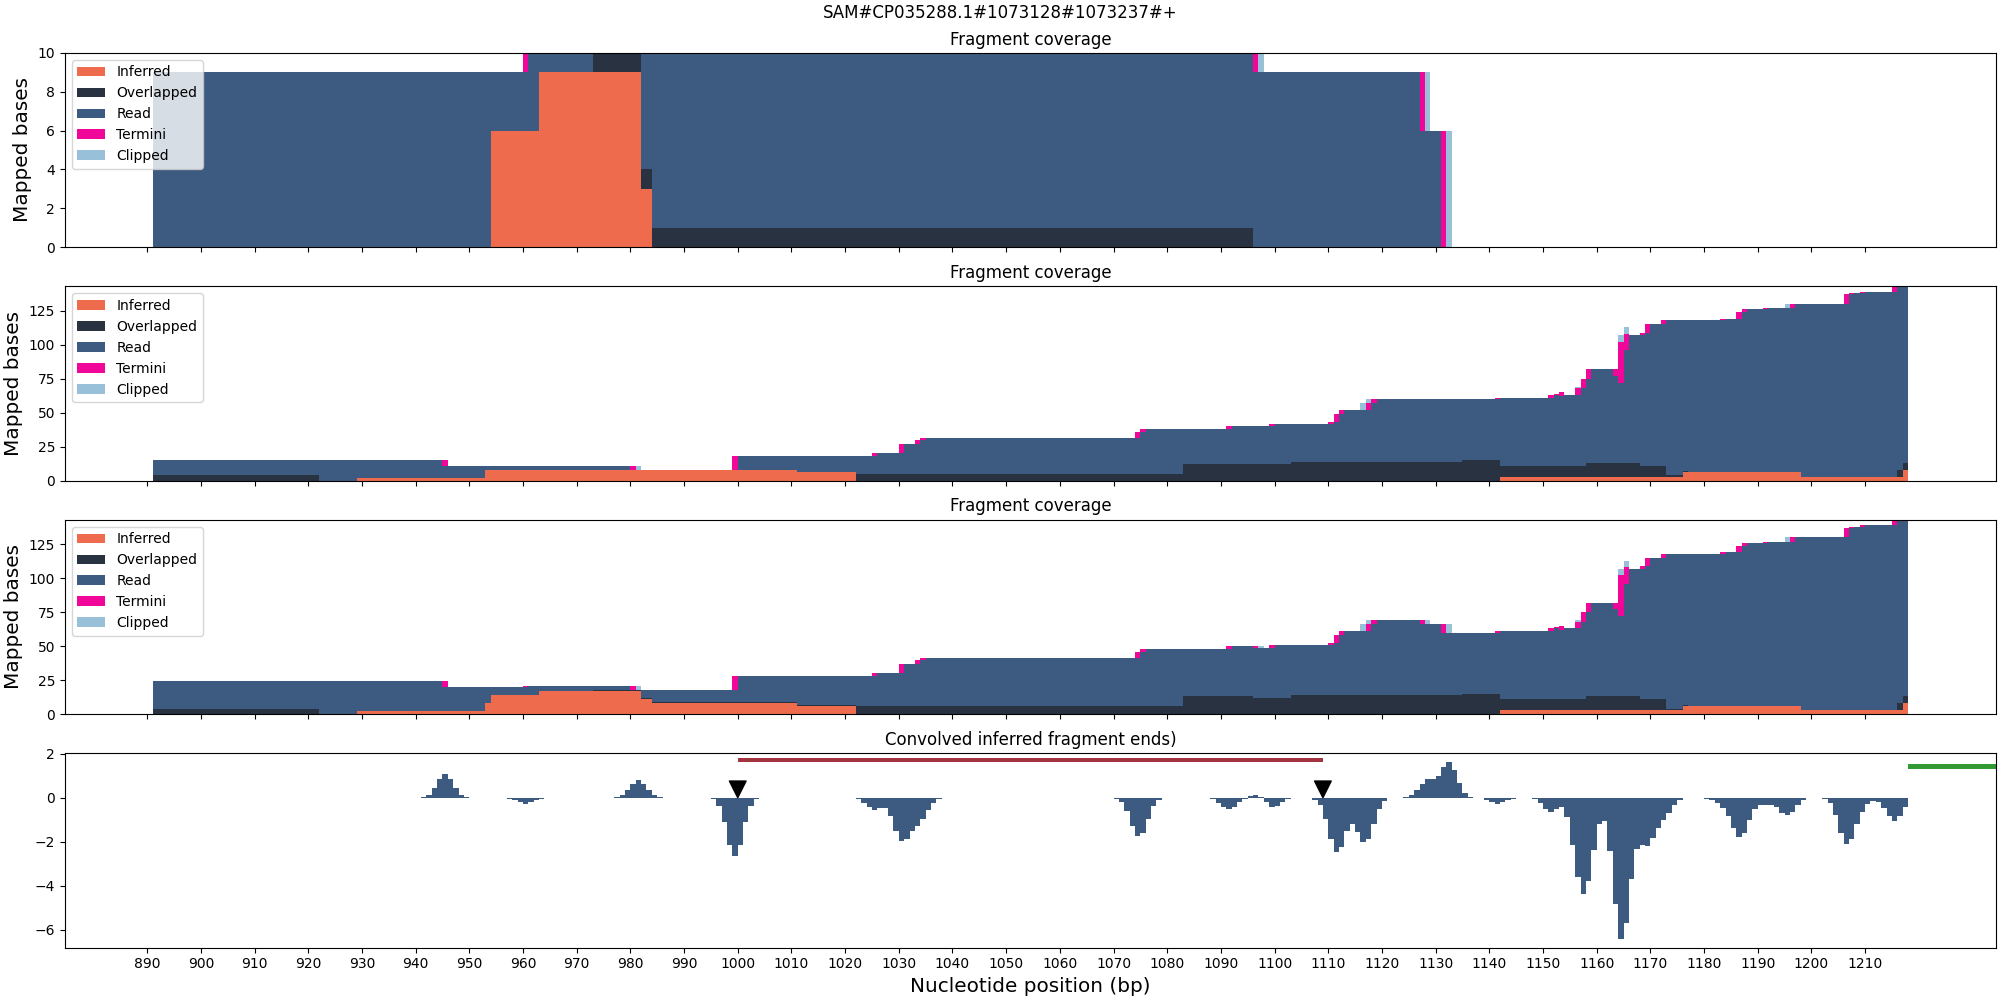 SAM#CP035288.1#1073128#1073237#+
Fragment coverage
Mapped bases
10
8
6
4
2
0
Inferred
Overlapped
Read
Termini
Clipped
Fragment coverage
Mapped bases
125
100
75
50
25
0
Inferred
Overlapped
Read
Termini
Clipped
Fragment coverage
Mapped bases
125
100
75
50
25
0
Inferred
Overlapped
Read
Termini
Clipped
Convolved inferred fragment ends)
2
0
−2
−4
−6
890 900 910 920 930 940 950 960 970 980 990 1000 1010 1020 1030 1040 1050 1060 1070 1080 1090 1100 1110 1120 1130 1140 1150 1160 1170 1180 1190 1200 1210
Nucleotide position (bp)